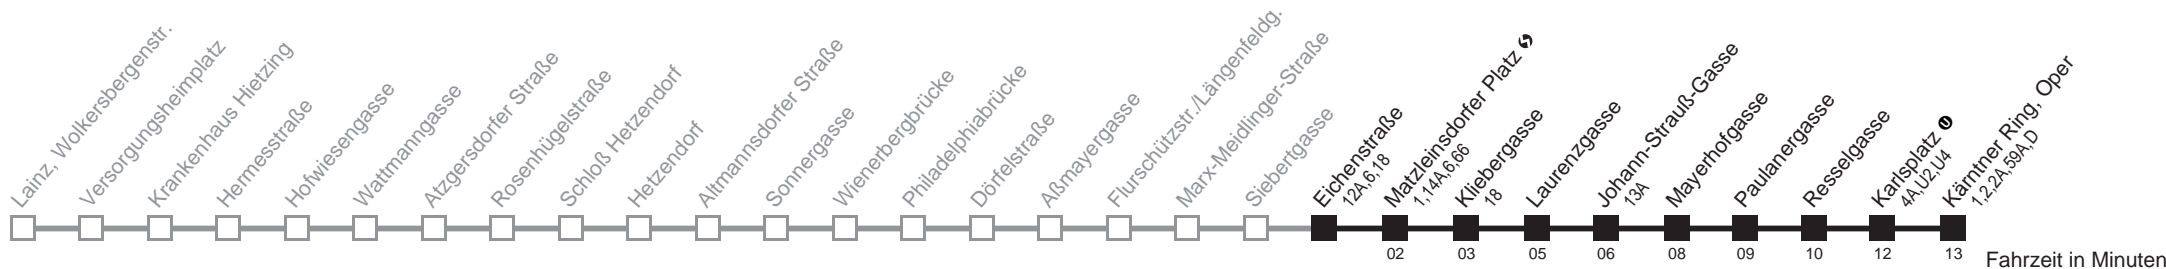 Lainz, Wolkersbergenstr.
Versorgungsheimplatz
Krankenhaus Hietzing
Hermesstraße
Hofwiesengasse
Wattmanngasse
Atzgersdorfer Straße
Rosenhügelstraße
Schloß Hetzendorf
Hetzendorf
Altmannsdorfer Straße
Sonnergasse
Wienerbergbrücke
Philadelphiabrücke
Dörfelstraße
Aßmayergasse
Flurschützstr./Längenfeldg.
Marx-Meidlinger-Straße
Siebertgasse
Eichenstraße
12A,6,18
Matzleinsdorfer Platz
1,14A,6,66
02
Kliebergasse
18
03
Laurenzgasse
05
Johann-Strauß-Gasse
13A
06
Mayerhofgasse
08
Paulanergasse
09
Resselgasse
10
Karlsplatz U
4A,U2,U4
12
Kärntner Ring, Oper
1,2,2A,59A,D
13
Fahrzeit in Minuten